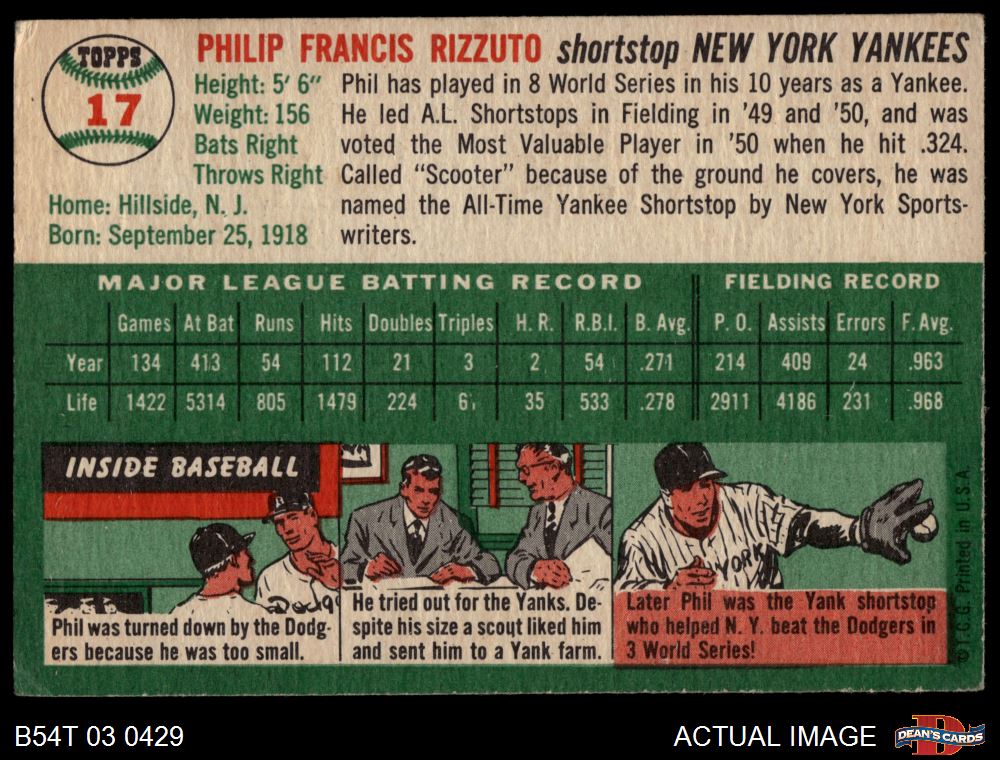 TOPPS
17
PHILIP FRANCIS RIZZUTO shortstop NEW YORK YANKEES
Height: 5' 6"
Weight: 156
Bats Right
Throws Right
Home: Hillside, N. J.
Born: September 25, 1918
Phil has played in 8 World Series in his 10 years as a Yankee.
He led A.L. Shortstops in Fielding in '49 and '50, and was
voted the Most Valuable Player in '50 when he hit .324.
Called "Scooter" because of the ground he covers, he was
named the All-Time Yankee Shortstop by New York Sports-
writers.
MAJOR LEAGUE BATTING RECORD FIELDING RECORD
Games At Bat Runs Hits Doubles Triples H. R. R.B.I. B. Avg. P. O. Assists Errors F. Avg.
Year 134 413 54 112 21 3 2 54 .271 214 409 24 .963
Life 1422 5314 805 1479 224 61 35 533 .278 2911 4186 231 .968
INSIDE BASEBALL
B
Dodg
YORK
Phil was turned down by the Dodg-
ers because he was too small.
He tried out for the Yanks. De-
spite his size a scout liked him
and sent him to a Yank farm.
Later Phil was the Yank shortstop
who helped N. Y. beat the Dodgers in
3 World Series!
© T.C.G. Printed in U.S.A.
B54T 03 0429
ACTUAL IMAGE
D
DEAN'S CARDS